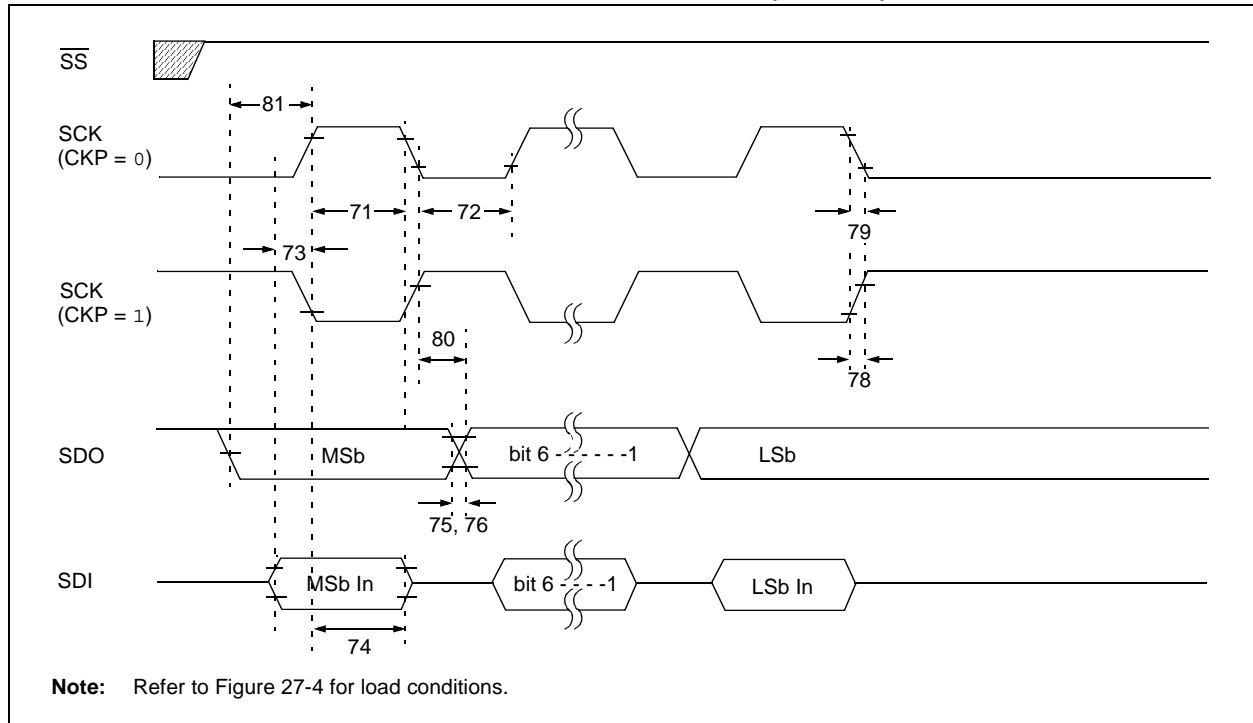 SS
81
SCK
(CKP = 0)
71
72
79
73
SCK
(CKP = 1)
80
78
SDO
MSb
bit 6 - - - - - -1
LSb
75, 76
SDI
MSb In
bit 6 - - - - -1
LSb In
74
Note: Refer to Figure 27-4 for load conditions.